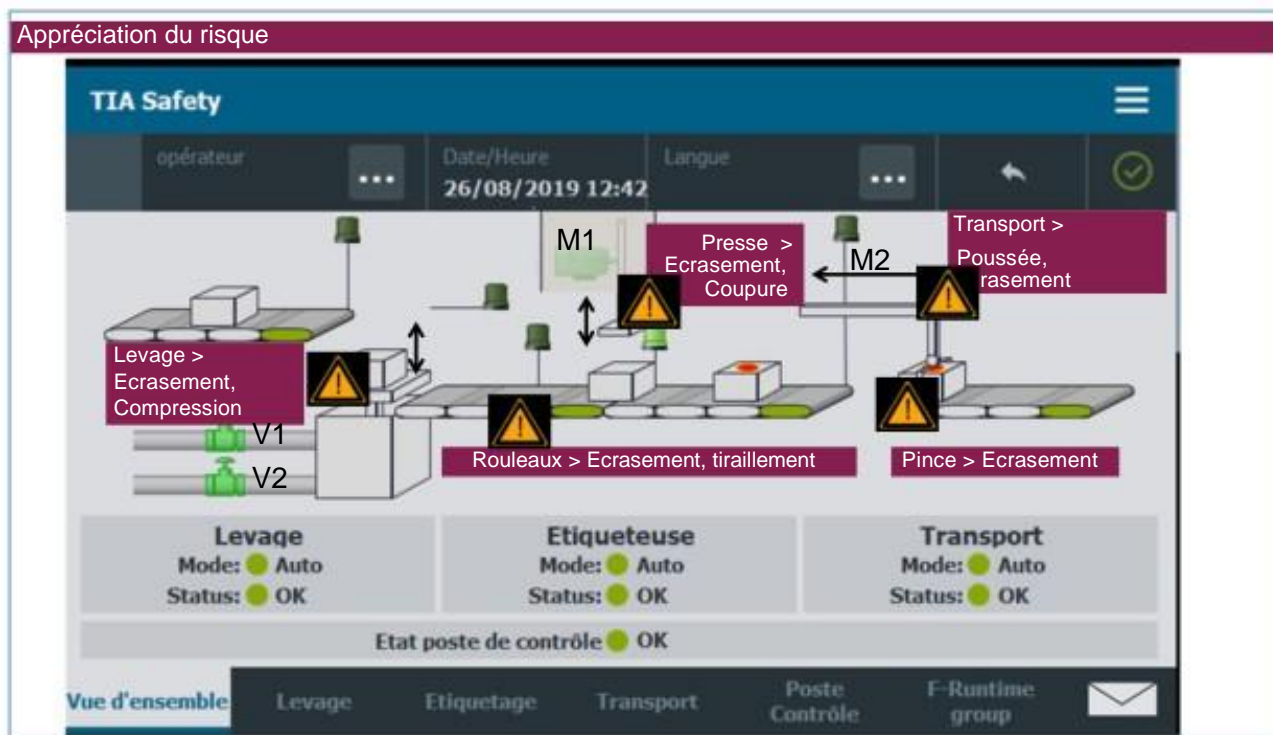 Appréciation du risque
TIA Safety
opérateur
...
Date/Heure
26/08/2019 12:42
Langue
...
M1
Presse >
Ecrasement,
Coupure
M2
Transport >
Poussée,
rasement
Levage >
Ecrasement,
Compression
V1
V2
Rouleaux > Ecrasement, tiraillement
Pince > Ecrasement
Levage
Mode: Auto
Status: OK
Etiqueteuse
Mode: Auto
Status: OK
Transport
Mode: Auto
Status: OK
Etat poste de contrôle OK
Vue d'ensemble
Levage
Etiquetage
Transport
Poste
Contrôle
F-Runtime
group